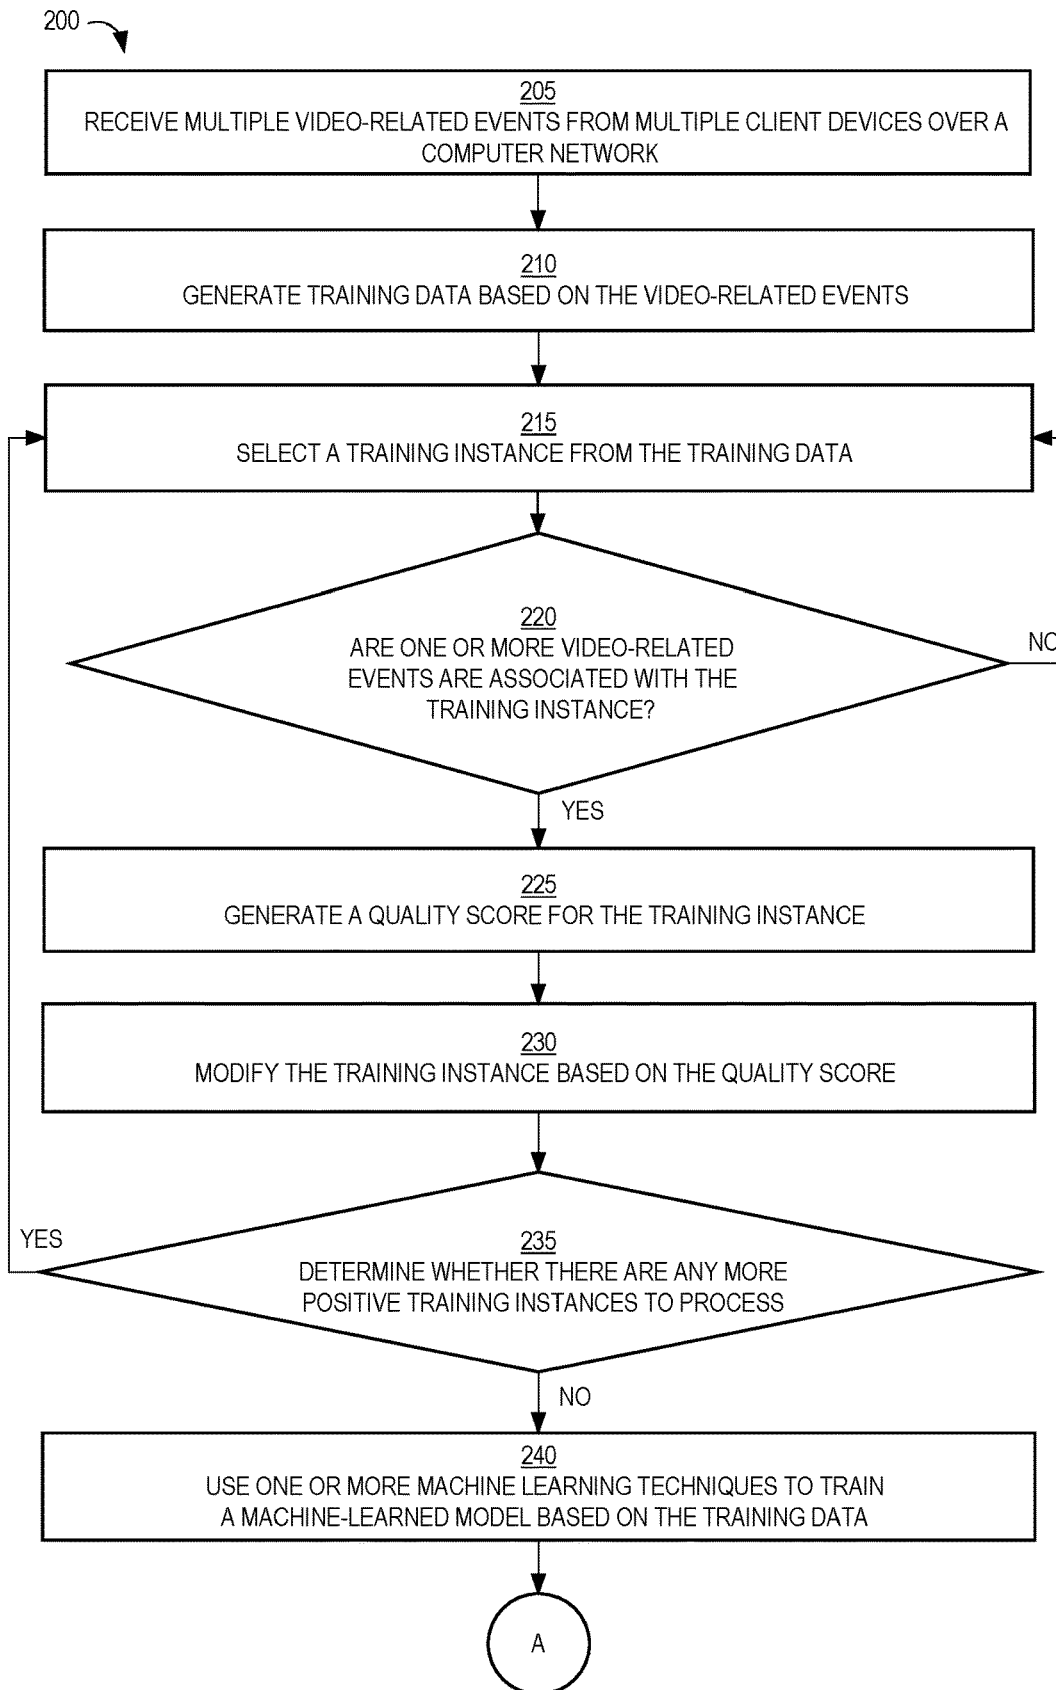 200
205
RECEIVE MULTIPLE VIDEO-RELATED EVENTS FROM MULTIPLE CLIENT DEVICES OVER A
COMPUTER NETWORK
210
GENERATE TRAINING DATA BASED ON THE VIDEO-RELATED EVENTS
215
SELECT A TRAINING INSTANCE FROM THE TRAINING DATA
220
ARE ONE OR MORE VIDEO-RELATED
EVENTS ARE ASSOCIATED WITH THE
TRAINING INSTANCE?
NO
YES
225
GENERATE A QUALITY SCORE FOR THE TRAINING INSTANCE
230
MODIFY THE TRAINING INSTANCE BASED ON THE QUALITY SCORE
YES
235
DETERMINE WHETHER THERE ARE ANY MORE
POSITIVE TRAINING INSTANCES TO PROCESS
NO
240
USE ONE OR MORE MACHINE LEARNING TECHNIQUES TO TRAIN
A MACHINE-LEARNED MODEL BASED ON THE TRAINING DATA
A